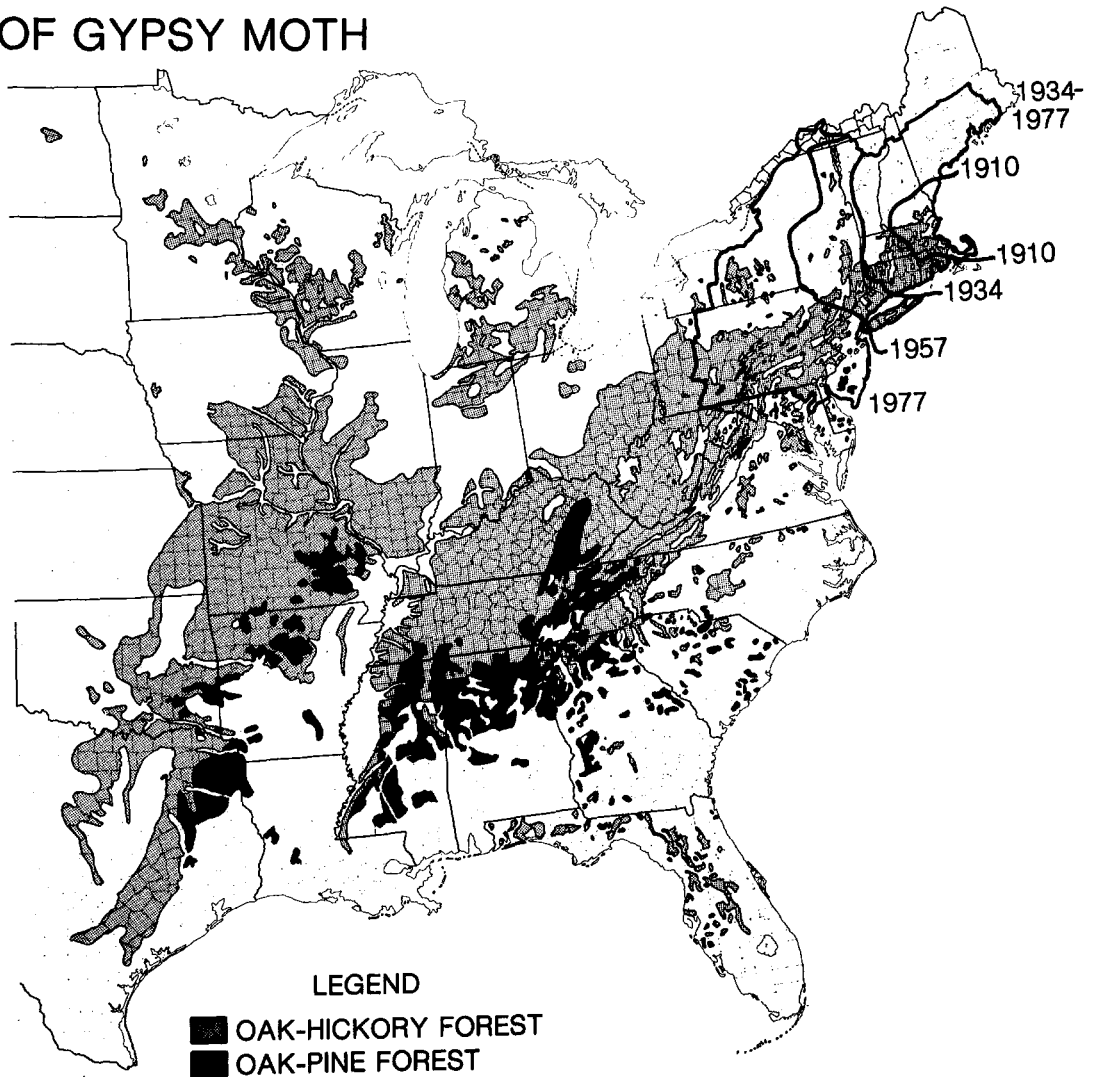 OF GYPSY MOTH
1934-
1977
1910
1910
1934
1957
1977
LEGEND
OAK-HICKORY FOREST
OAK-PINE FOREST